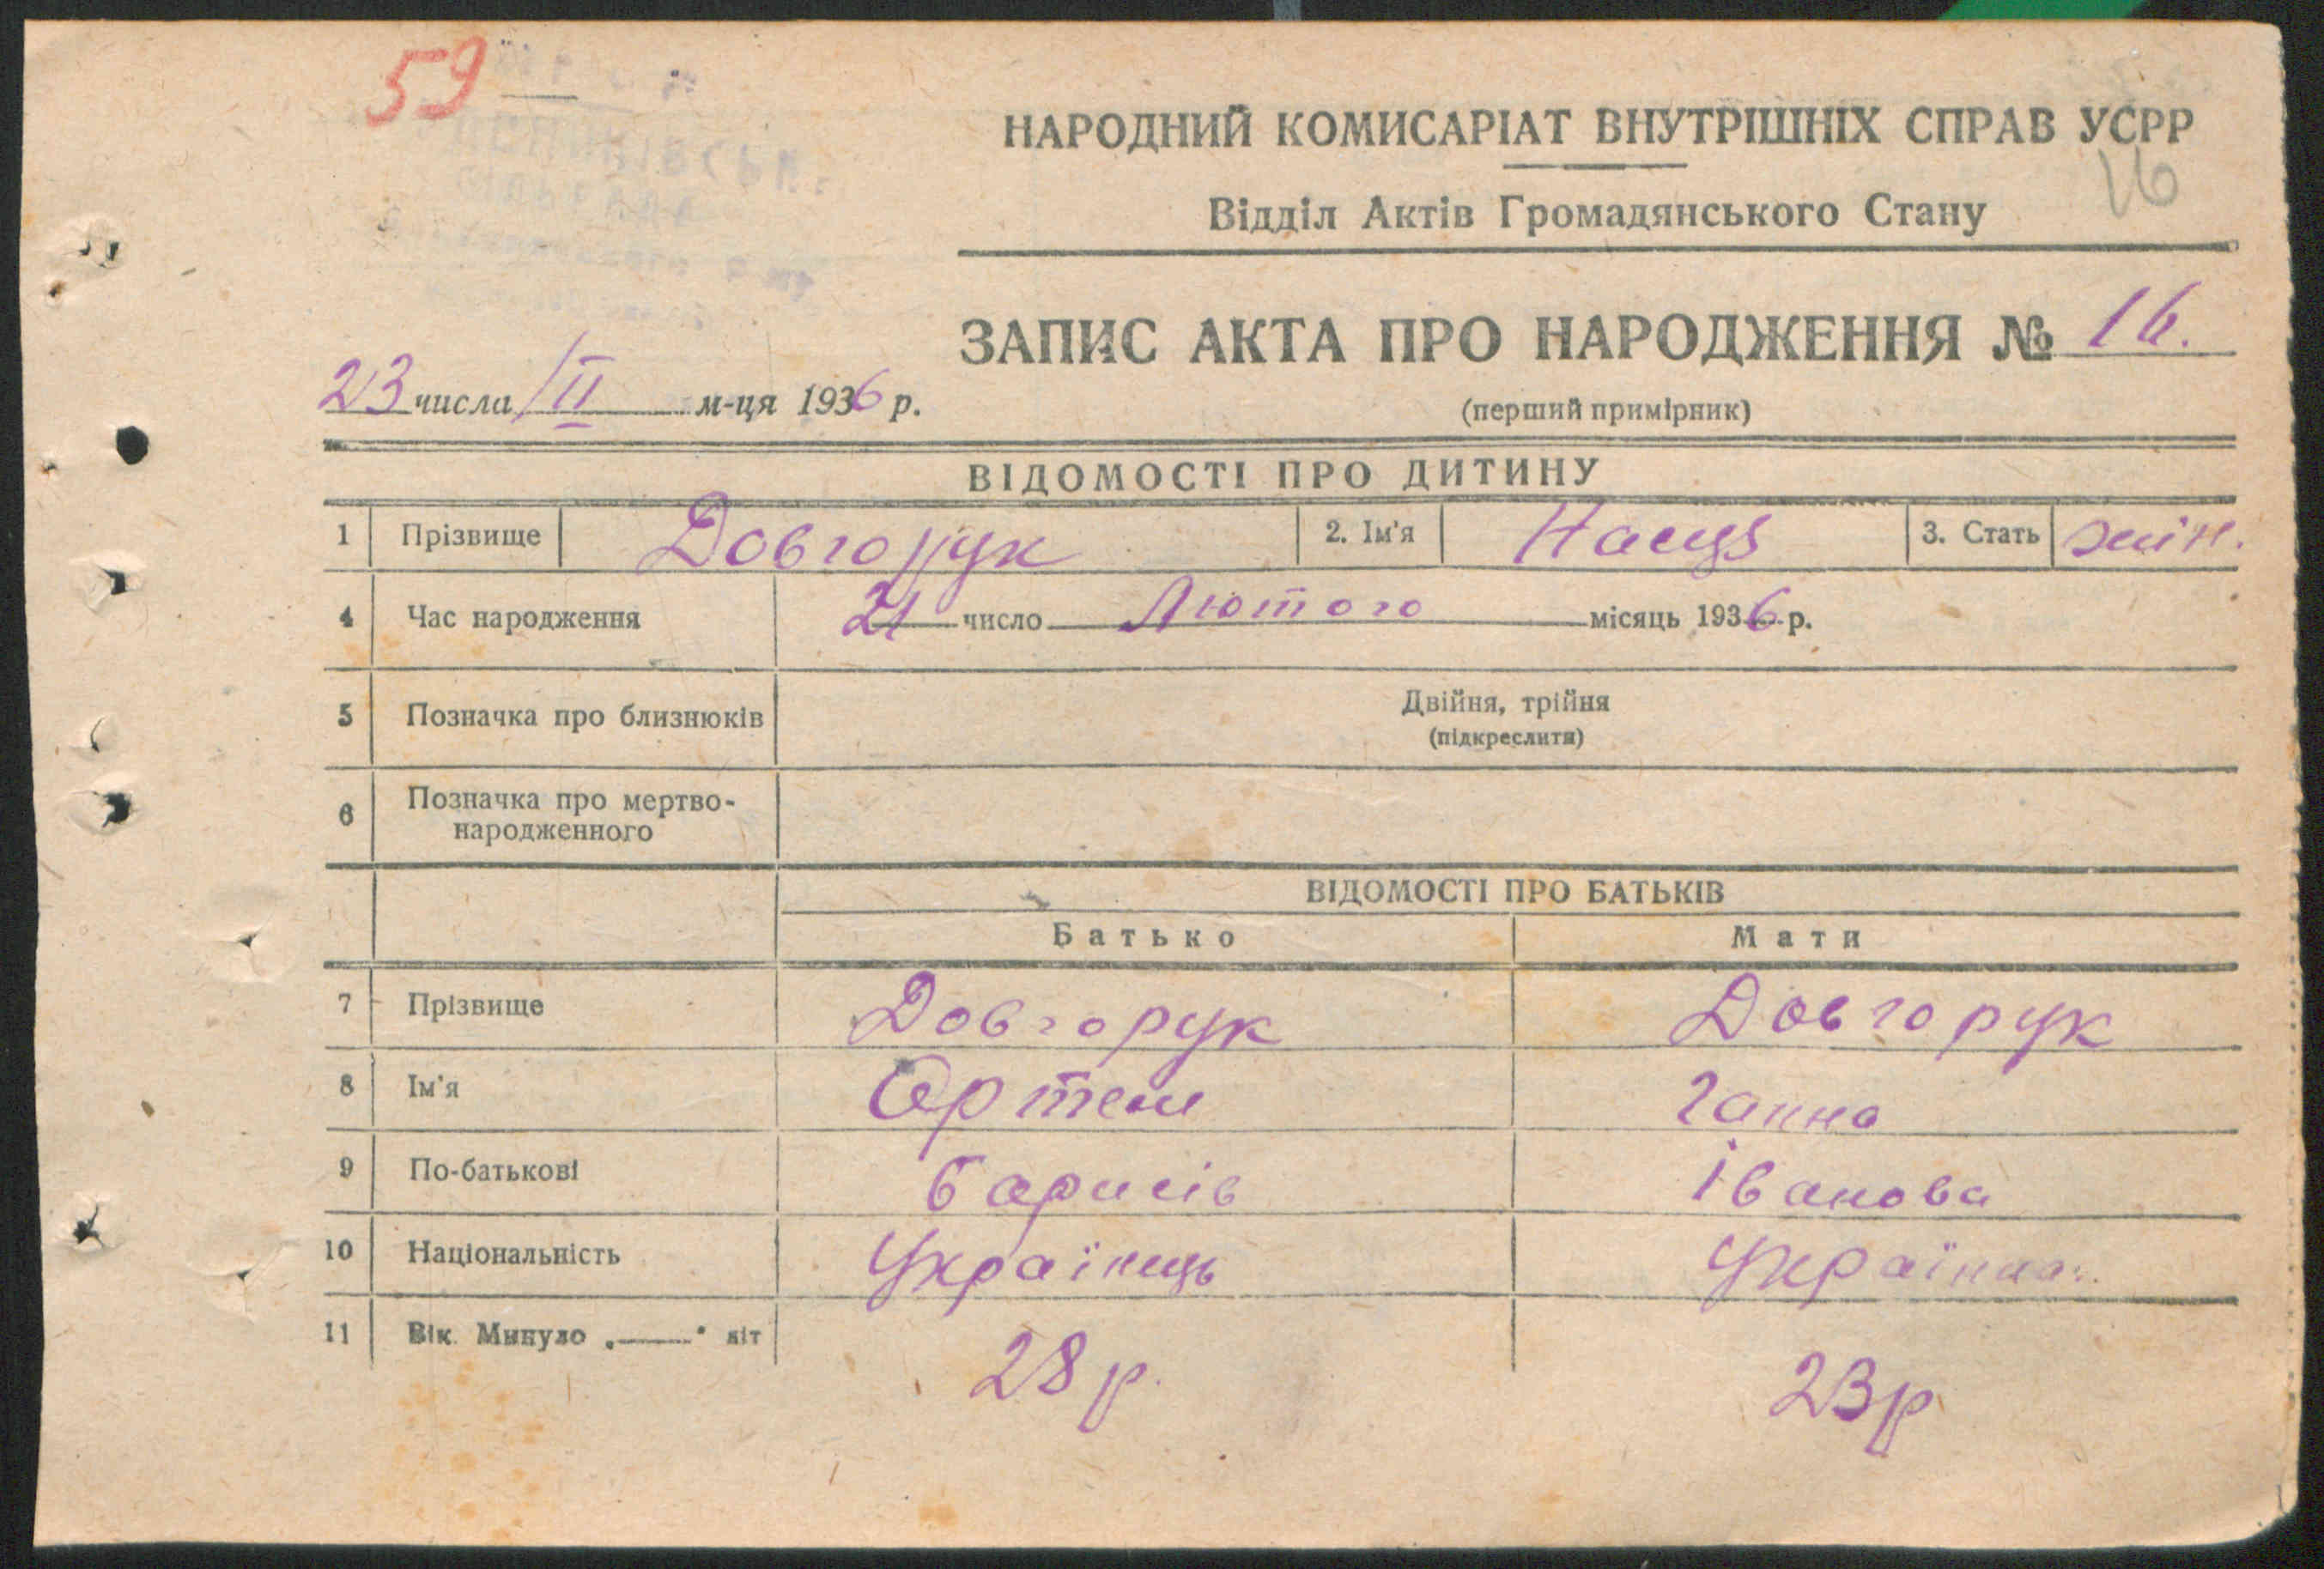 59
НАРОДНИЙ КОМИСАРІАТ ВНУТРІШНІХ СПРАВ УСРР
16
Відділ Актів Громадянського Стану
ЗАПИС АКТА ПРО НАРОДЖЕННЯ № 16.
23 числа /II м-ця 1936 р.
(перший примірник)
ВІДОМОСТІ ПРО ДИТИНУ
1 Прізвище Довгорук 2. Ім'я 3. Стать жін.
4 Час народження 21 число Лютого місяць 1936 р.
5 Позначка про близнюків Двійня, трійня
(підкреслити)
6 Позначка про мертво-
народженного
ВІДОМОСТІ ПРО БАТЬКІВ
Батько Мати
7 Прізвище Довгорук Довгорук
8 Ім'я Ортем Ганна
9 По-батькові Барисів Іванова
10 Національність Українець Українка
11 Вік. Минуло „——" літ 28 р. 23 р